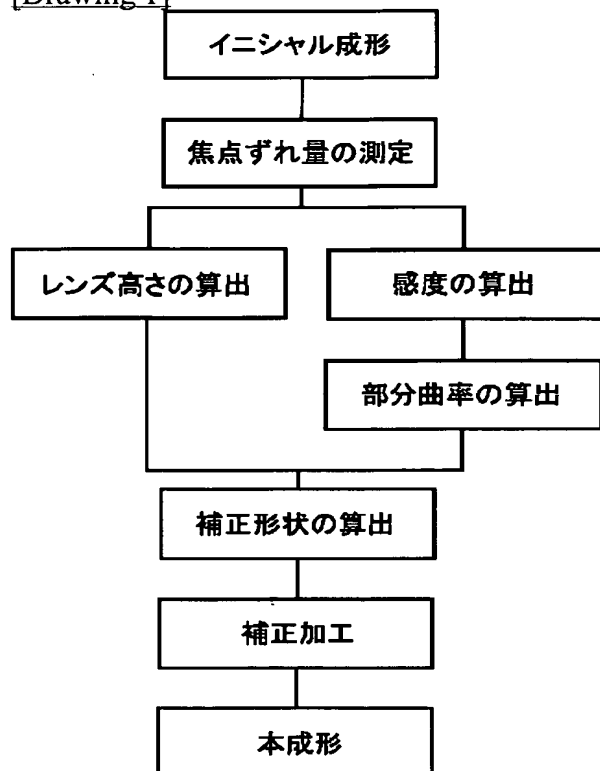 [Drawing 1]
イニシャル成形
焦点ずれ量の測定
レンズ高さの算出
感度の算出
部分曲率の算出
補正形状の算出
補正加工
本成形